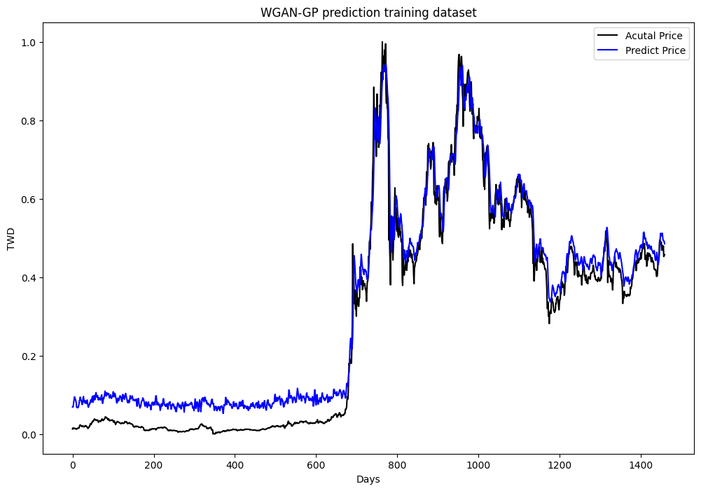 WGAN-GP prediction training dataset
Acutal Price
Predict Price
TWD
1.0
0.8
0.6
0.4
0.2
0.0
0 200 400 600 800 1000 1200 1400
Days